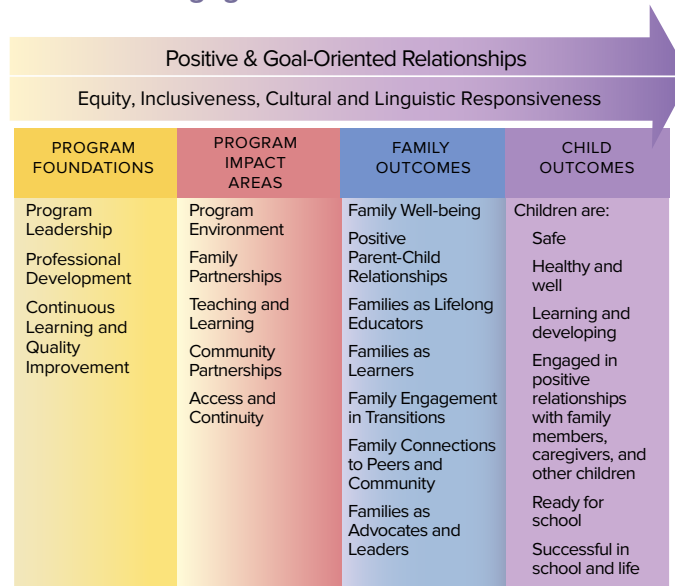 Positive & Goal-Oriented Relationships
Equity, Inclusiveness, Cultural and Linguistic Responsiveness
PROGRAM
FOUNDATIONS
Program
Leadership
Professional
Development
Continuous
Learning and
Quality
Improvement
PROGRAM
IMPACT
AREAS
Program
Environment
Family
Partnerships
Teaching and
Learning
Community
Partnerships
Access and
Continuity
FAMILY
OUTCOMES
Family Well-being
Positive
Parent-Child
Relationships
Families as Lifelong
Educators
Families as
Learners
Family Engagement
in Transitions
Family Connections
to Peers and
Community
Families as
Advocates and
Leaders
CHILD
OUTCOMES
Children are:
Safe
Healthy and
well
Learning and
developing
Engaged in
positive
relationships
with family
members,
caregivers, and
other children
Ready for
school
Successful in
school and life